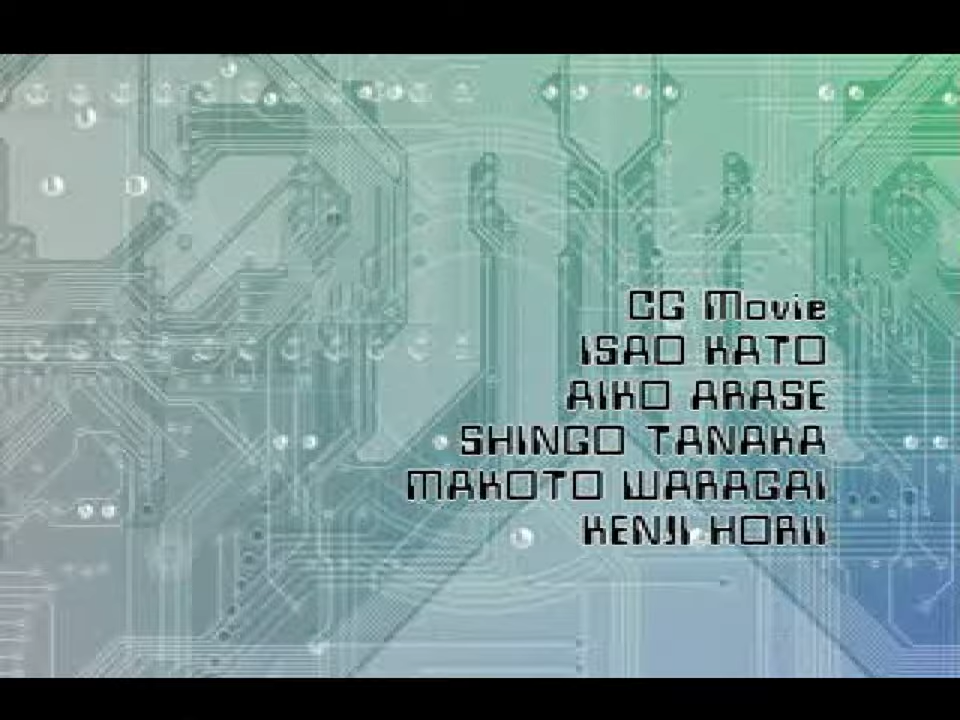 CG Movie
ISAO KATO
AIKO ARASE
SHINGO TANAKA
MAKOTO WARAGAI
KENJI HORII